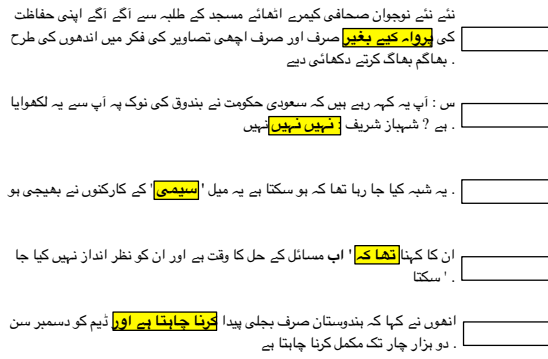 نئے نئے نوجوان صحافی کیمرے اٹھائے مسجد کے طلبہ سے آگے آگے اپنی حفاظت
کی پرواہ کیے بغیر صرف اور صرف اچھی تصاویر کی فکر میں اندھوں کی طرح
بھاگم بھاگ کرتے دکھائی دیے .
س : آپ یہ کہہ رہے ہیں کہ سعودی حکومت نے بندوق کی نوک پہ آپ سے یہ لکھوایا
ہے ? شہباز شریف : نہیں نہیں نہیں .
یہ شبہ کیا جا رہا تھا کہ ہو سکتا ہے یہ میل ' سیمی ' کے کارکنوں نے بھیجی ہو .
ان کا کہنا تھا کہ ' اب مسائل کے حل کا وقت ہے اور ان کو نظر انداز نہیں کیا جا
سکتا ' .
انھوں نے کہا کہ ہندوستان صرف بجلی پیدا کرنا چاہتا ہے اور ڈیم کو دسمبر سن
دو ہزار چار تک مکمل کرنا چاہتا ہے .